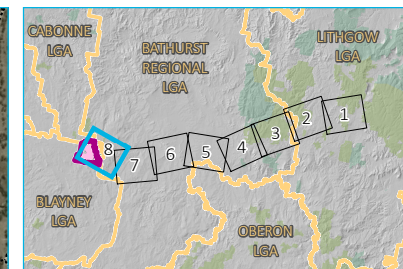 CABONNE
LGA
BATHURST
REGIONAL
LGA
LITHGOW
LGA
1
2
3
4
5
6
7
8
BLAYNEY
LGA
OBERON
LGA